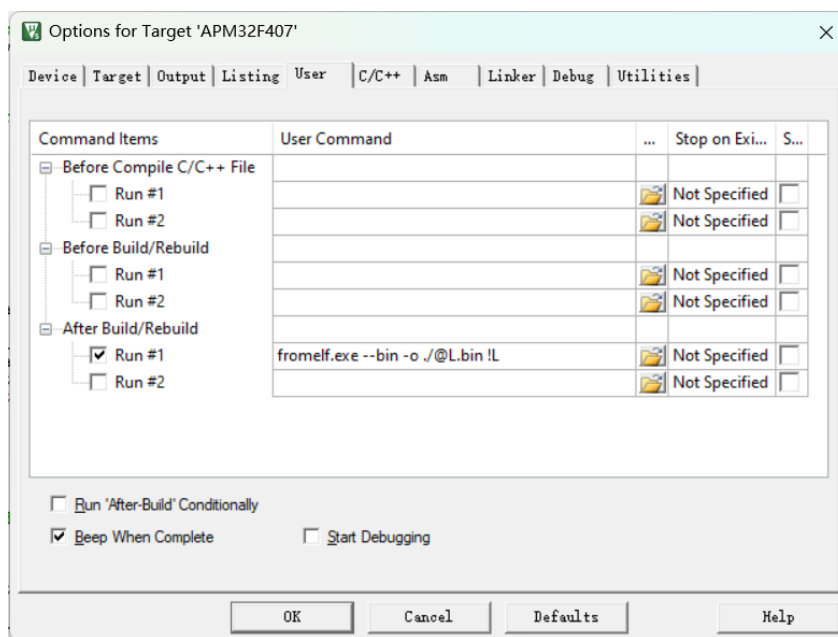 Options for Target 'APM32F407'
Device Target Output Listing User C/C++ Asm Linker Debug Utilities
Command Items User Command ... Stop on Exi... S...
Before Compile C/C++ File
Run #1 Not Specified
Run #2 Not Specified
Before Build/Rebuild
Run #1 Not Specified
Run #2 Not Specified
After Build/Rebuild
Run #1 fromelf.exe --bin -o ./@L.bin !L Not Specified
Run #2 Not Specified
Run 'After-Build' Conditionally
Beep When Complete Start Debugging
OK Cancel Defaults Help